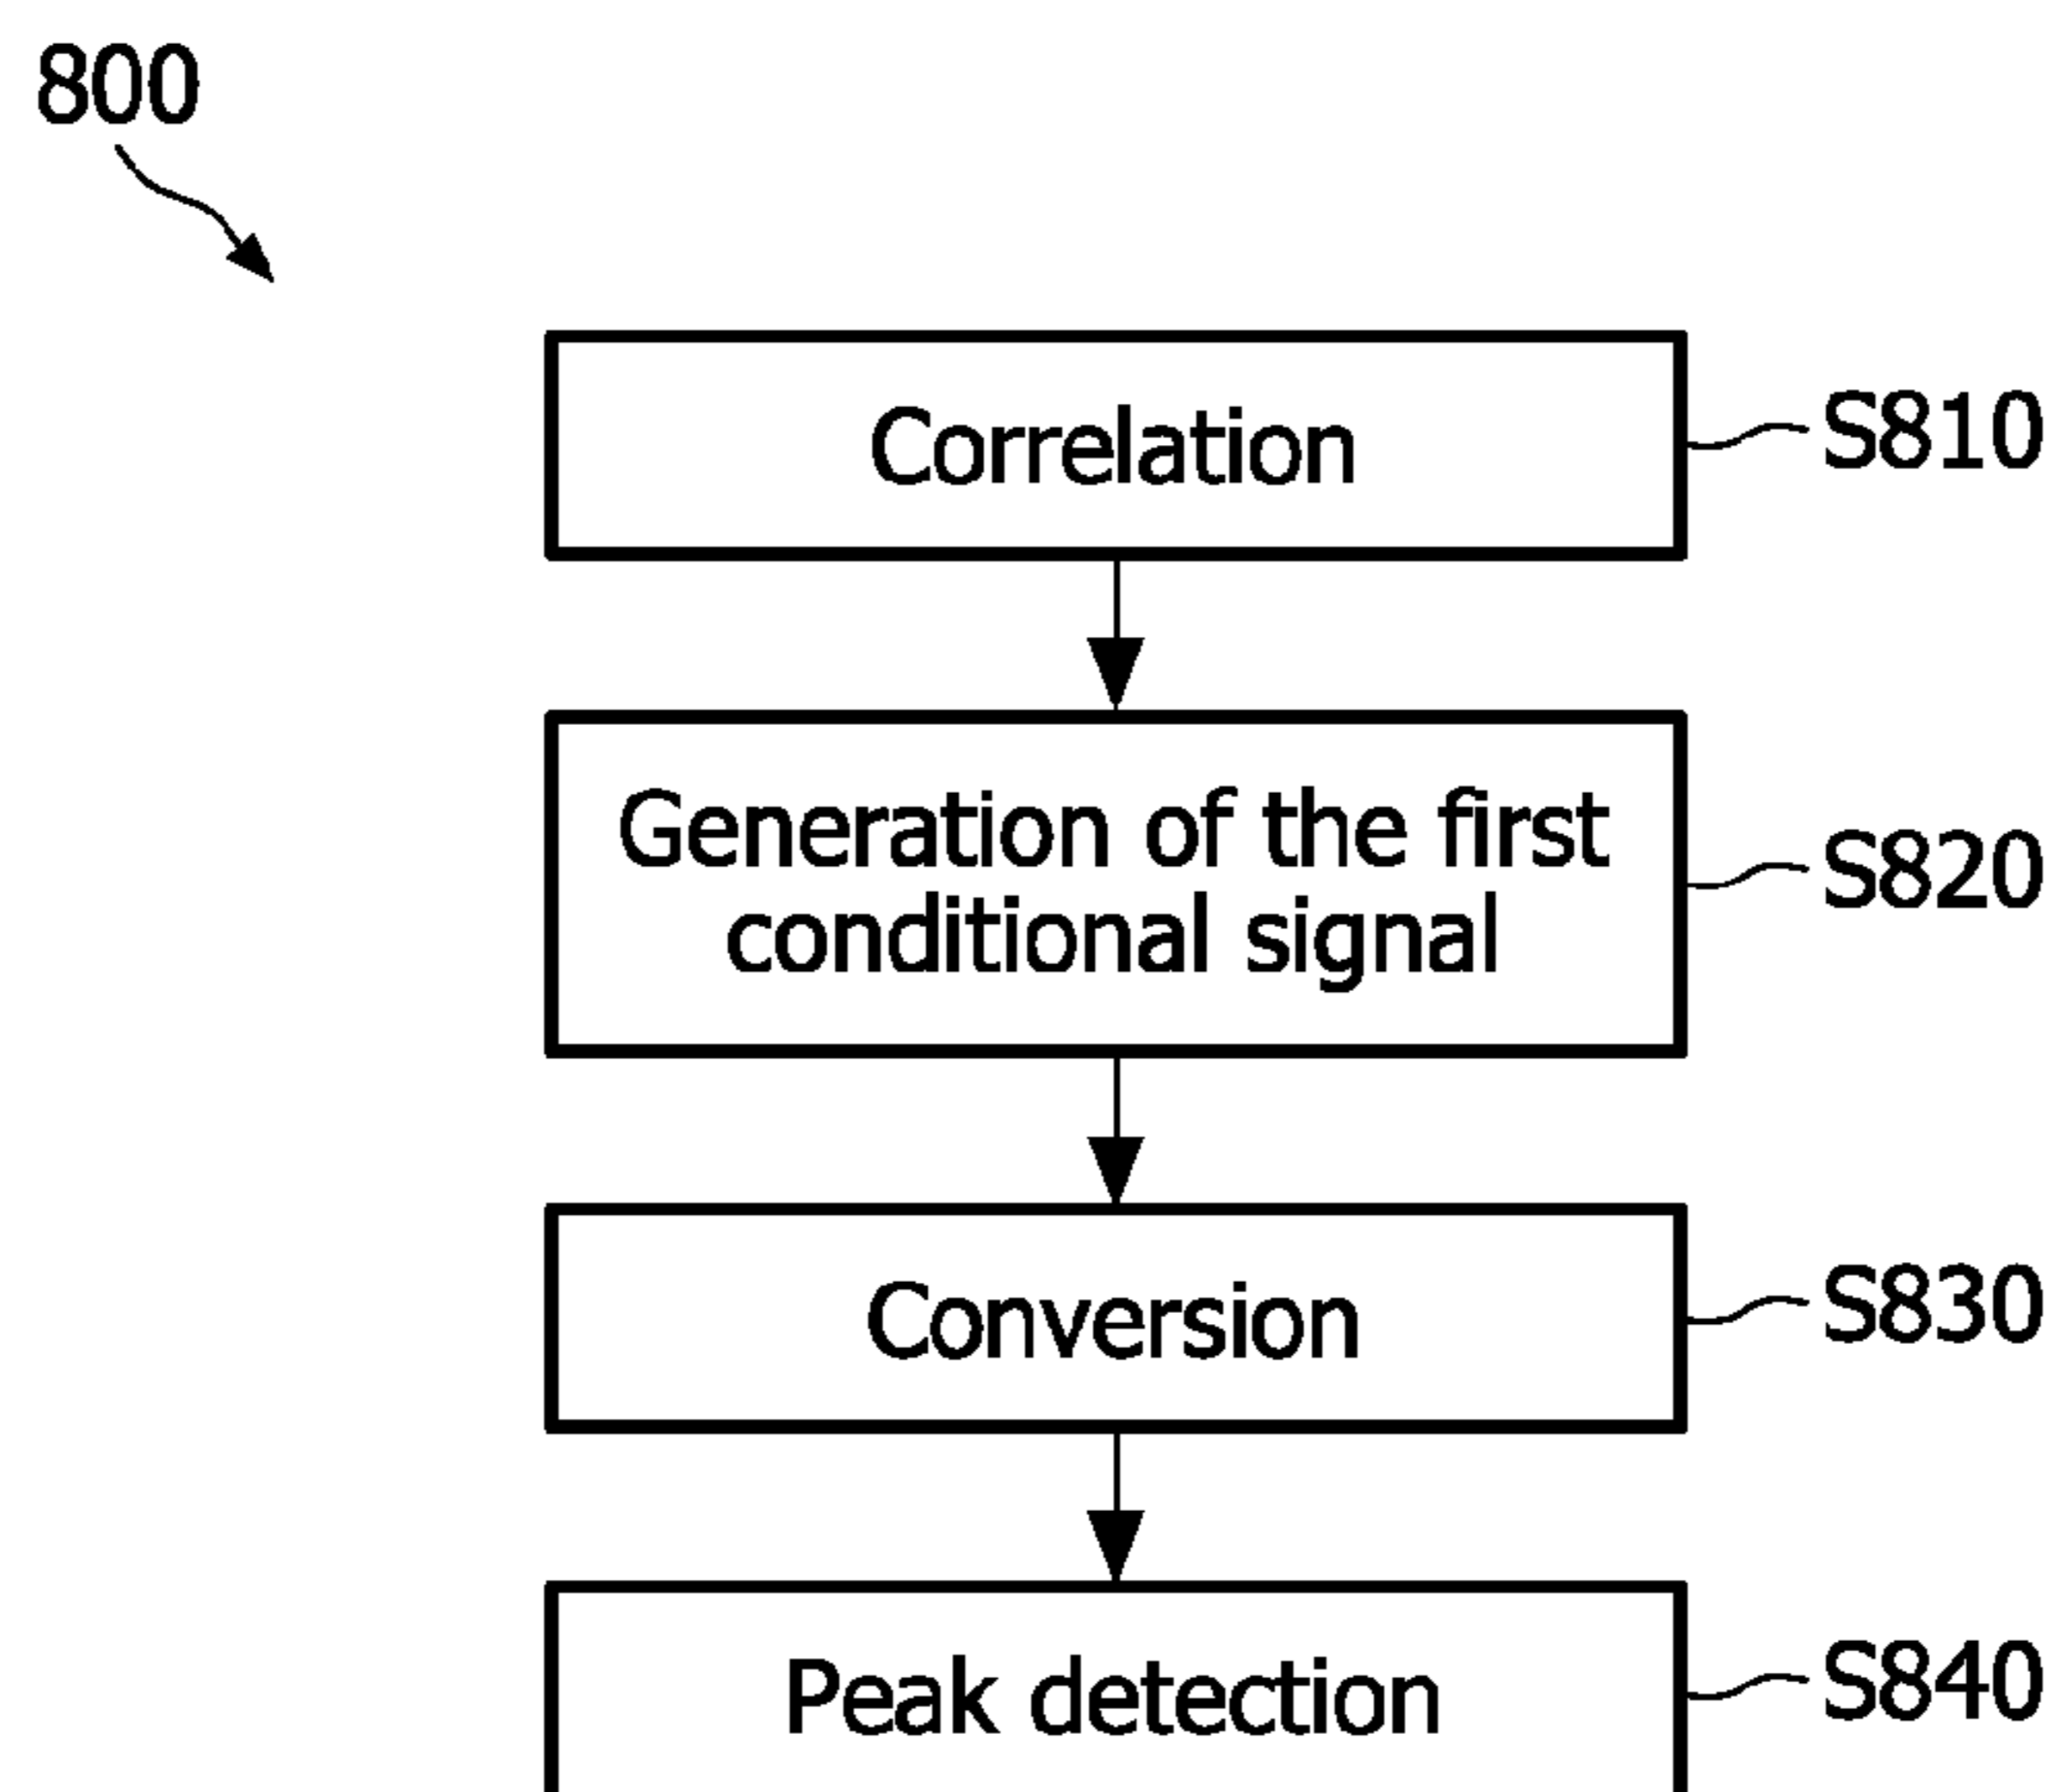 800
Correlation
S810
Generation of the first
conditional signal
S820
Conversion
S830
Peak detection
S840